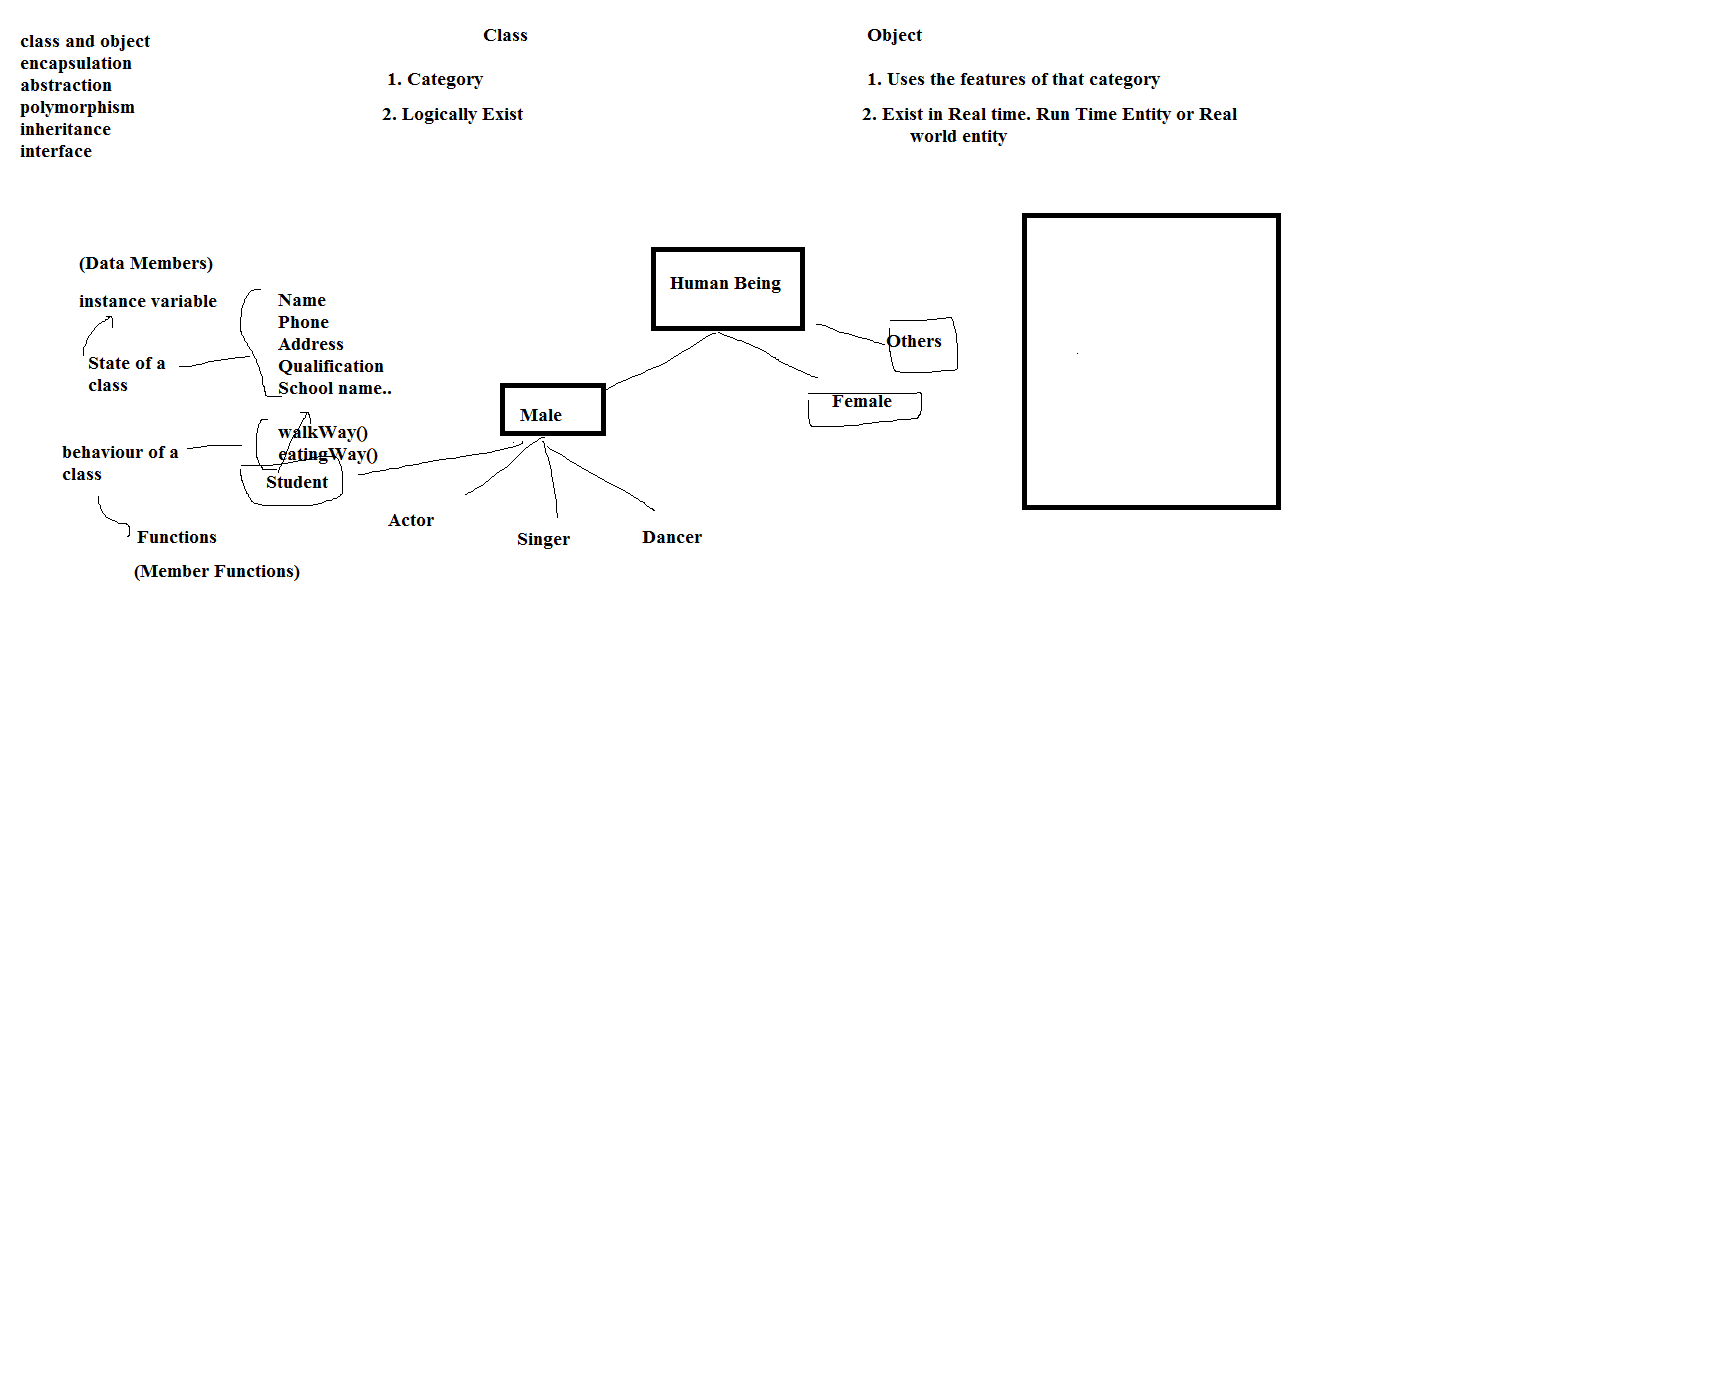 class and object
encapsulation
abstraction
polymorphism
inheritance
interface
Class
1. Category
2. Logically Exist
Object
1. Uses the features of that category
2. Exist in Real time. Run Time Entity or Real
world entity
(Data Members)
instance variable
State of a
class
Name
Phone
Address
Qualification
School name..
behaviour of a
class
walkWay()
eatingWay()
Student
Functions
(Member Functions)
Human Being
Others
Male
Female
Actor
Singer
Dancer